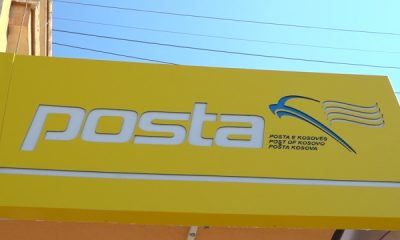 posta
POSTA E KOSOVËS
POST OF KOSOVO
POŠTA KOSOVA